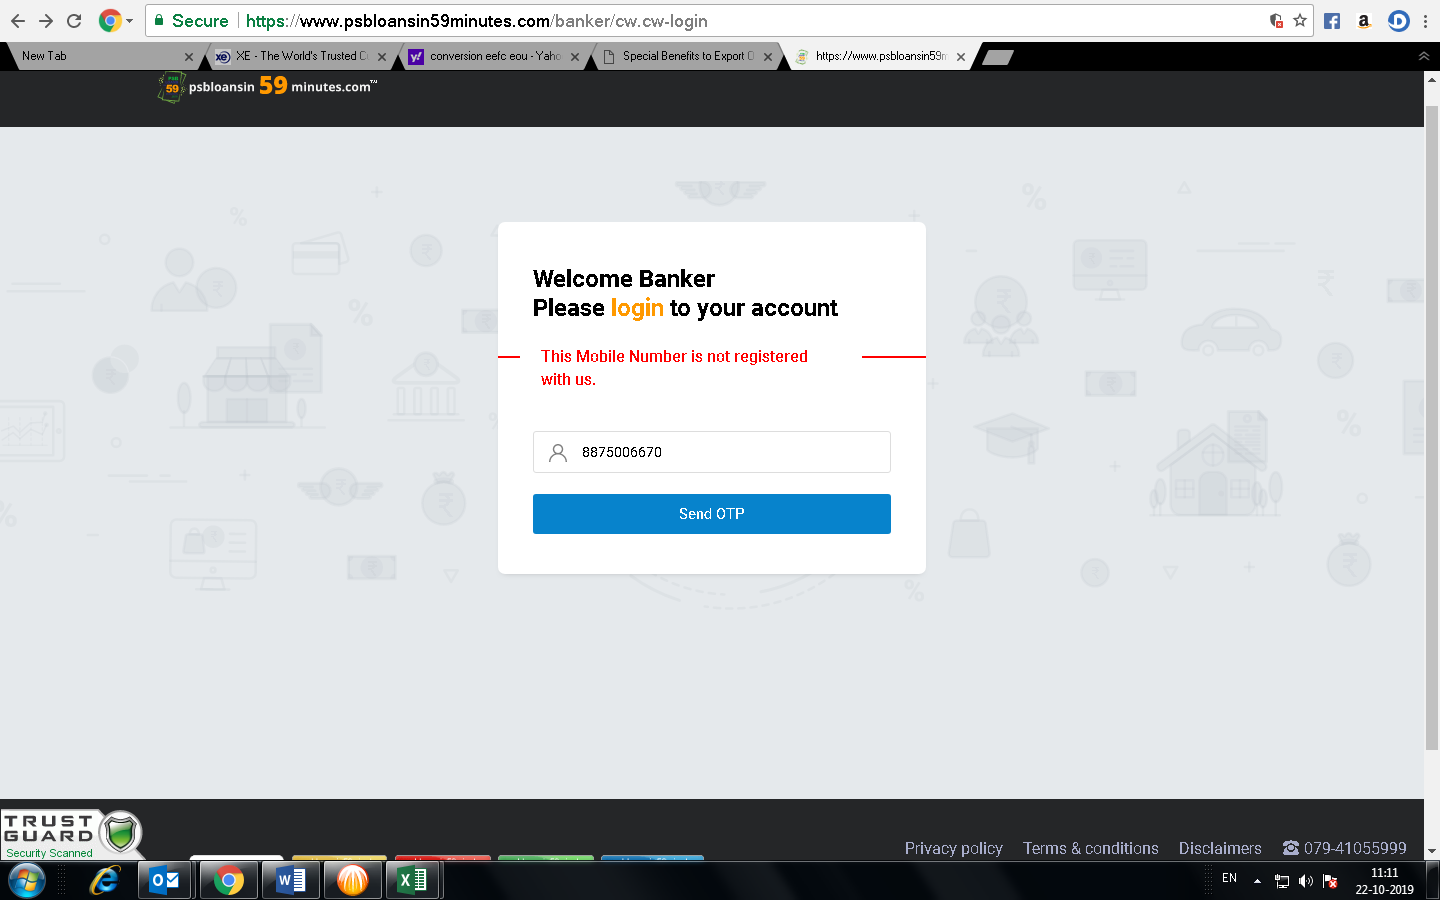 Secure https://www.psbloansin59minutes.com/banker/cw.cw-login
New Tab
XE - The World's Trusted Cu
conversion eefc eou - Yaho
Special Benefits to Export O
https://www.psbloansin59m
psbloansin 59 minutes.com™
Welcome Banker
Please login to your account
This Mobile Number is not registered
with us.
8875006670
Send OTP
TRUST
GUARD
Security Scanned
Privacy policy Terms & conditions Disclaimers 079-41055999
EN
11:11
22-10-2019